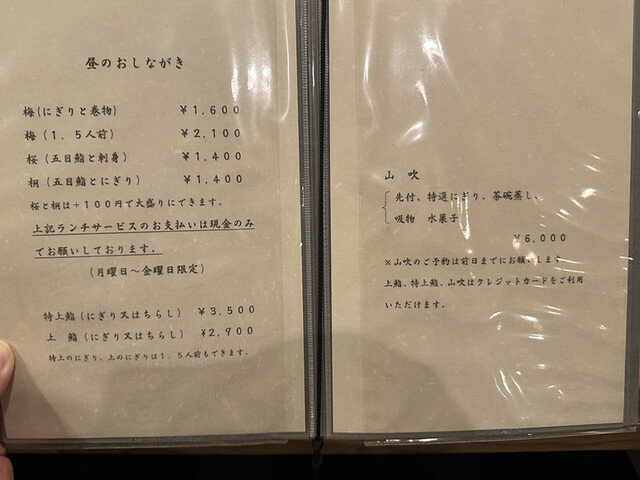 昼のおしながき
梅(にぎりと巻物) ￥1,600
梅(1.5人前) ￥2,100
桜(五目鮨と刺身) ￥1,400
桐(五目鮨とにぎり) ￥1,400
桜と桐は+100円で大盛りにできます。
上記ランチサービスのお支払いは現金のみ
でお願いしております。
(月曜日～金曜日限定)
特上鮨(にぎり又はちらし) ￥3,500
上 鮨(にぎり又はちらし) ￥2,900
特上のにぎり、上のにぎりは1.5人前もできます。
山 吹
先付、特選にぎり、茶碗蒸し、
吸物 水菓子
￥6,000
※山吹のご予約は前日までにお願いします
上鮨、特上鮨、山吹はクレジットカードをご利用
いただけます。